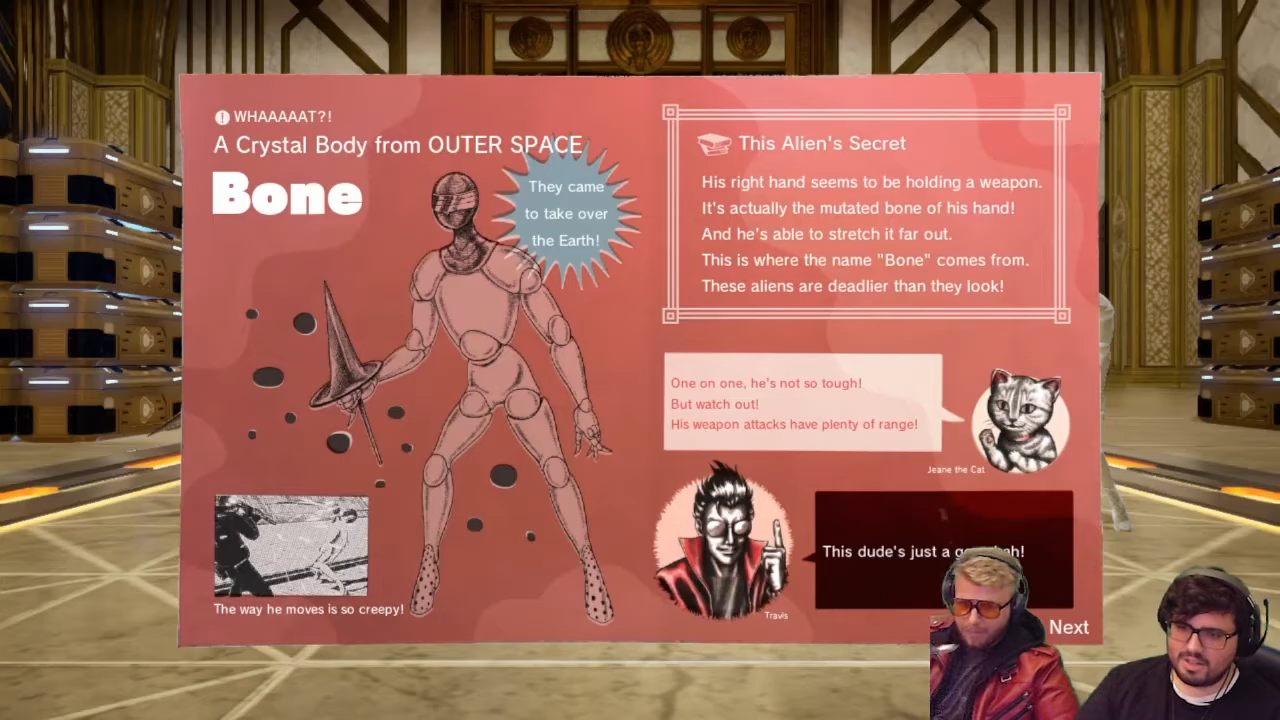 WHAAAAAT?!
A Crystal Body from OUTER SPACE
Bone
They came
to take over
the Earth!
The way he moves is so creepy!
This Alien's Secret
His right hand seems to be holding a weapon.
It's actually the mutated bone of his hand!
And he's able to stretch it far out.
This is where the name "Bone" comes from.
These aliens are deadlier than they look!
One on one, he's not so tough!
But watch out!
His weapon attacks have plenty of range!
Jeane the Cat
This dude's just a
Travis
Next